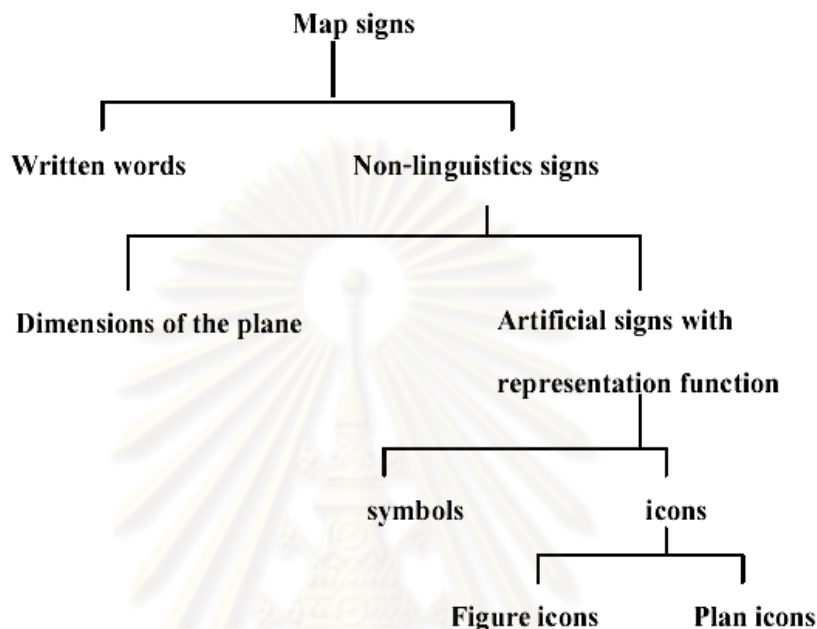 Map signs
Written words
Non-linguistics signs
Dimensions of the plane
Artificial signs with
representation function
symbols
icons
Figure icons
Plan icons